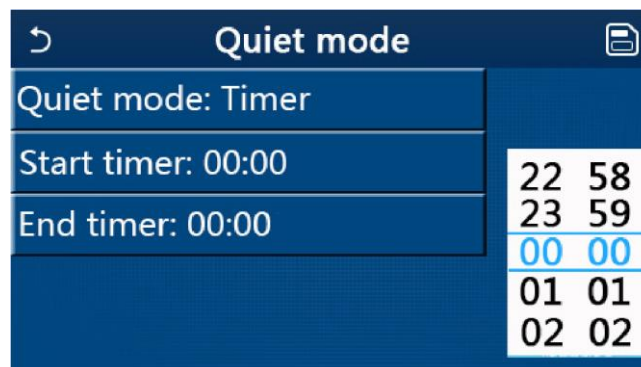 Quiet mode
Quiet mode: Timer
Start timer: 00:00
End timer: 00:00
22 58
23 59
00 00
01 01
02 02